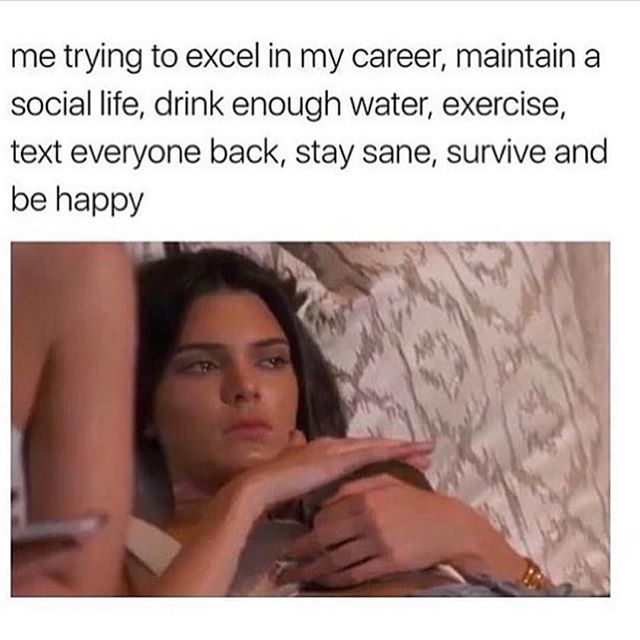 me trying to excel in my career, maintain a
social life, drink enough water, exercise,
text everyone back, stay sane, survive and
be happy